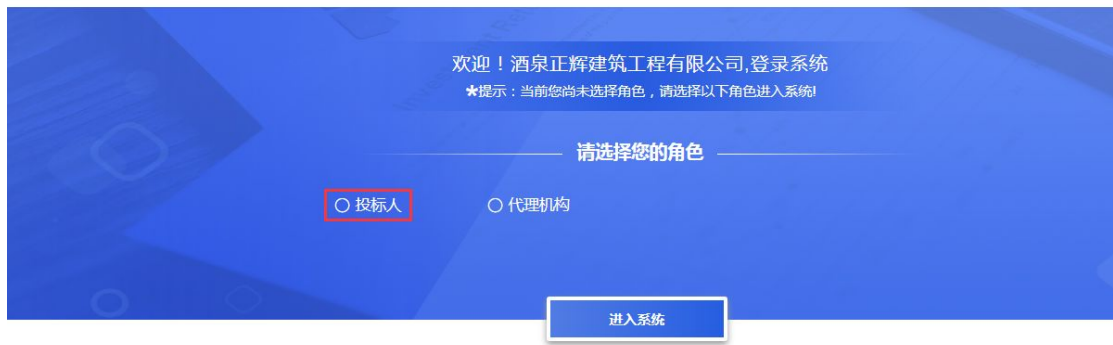 欢迎！酒泉正辉建筑工程有限公司,登录系统
*提示：当前您尚未选择角色，请选择以下角色进入系统!
请选择您的角色
投标人 代理机构
进入系统